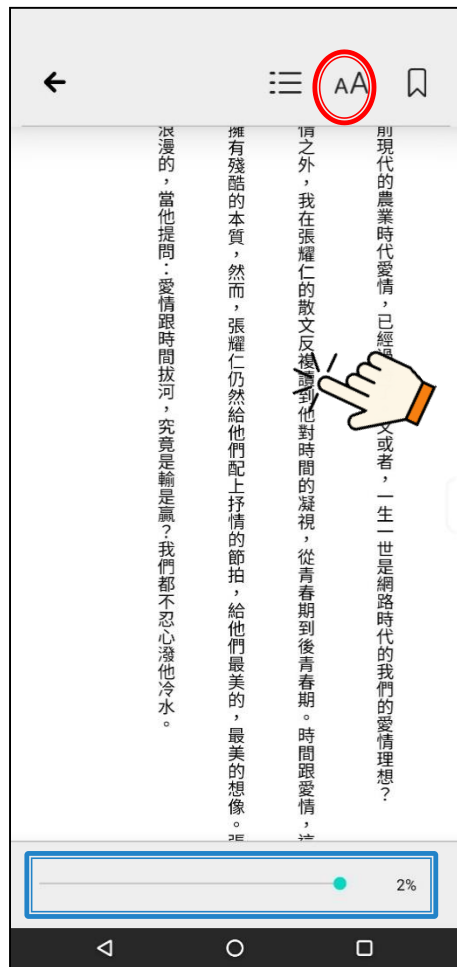 AA
前現代的農業時代愛情，已經 又或者，一生一世是網路時代的我們的愛情理想？
情之外，我在張耀仁的散文反複讀到他對時間的凝視，從青春期到後青春期。時間跟愛情，
擁有殘酷的本質，然而，張耀仁仍然給他們配上抒情的節拍，給他們最美的，最美的想像。
浪漫的，當他提問：愛情跟時間拔河，究竟是輸是贏？我們都不忍心潑他冷水。
2%